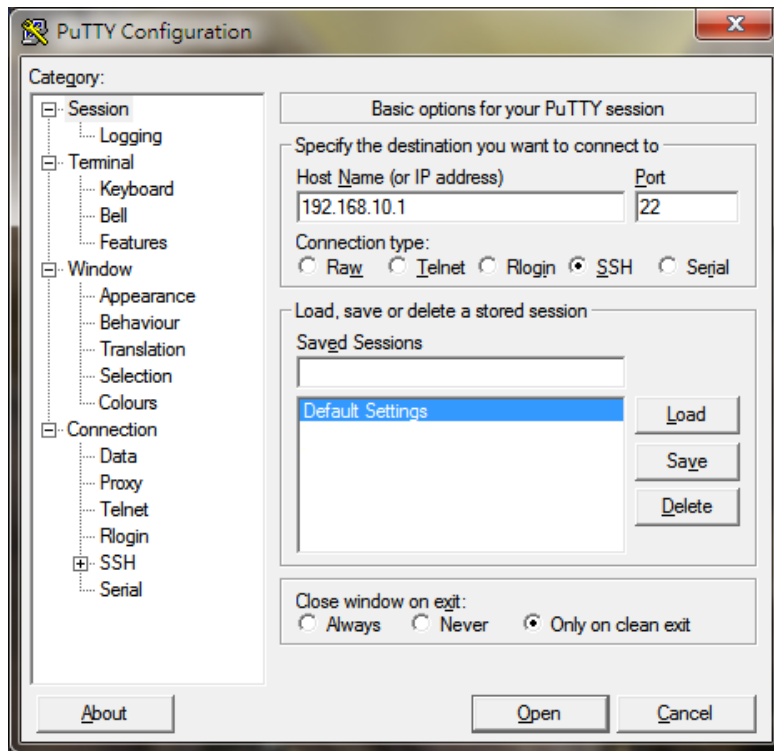 PuTTY Configuration
Category:
Session
Logging
Terminal
Keyboard
Bell
Features
Window
Appearance
Behaviour
Translation
Selection
Colours
Connection
Data
Proxy
Telnet
Rlogin
SSH
Serial
Basic options for your PuTTY session
Specify the destination you want to connect to
Host Name (or IP address) Port
192.168.10.1 22
Connection type:
Raw Telnet Rlogin SSH Serial
Load, save or delete a stored session
Saved Sessions
Default Settings
Load
Save
Delete
Close window on exit:
Always Never Only on clean exit
About Open Cancel